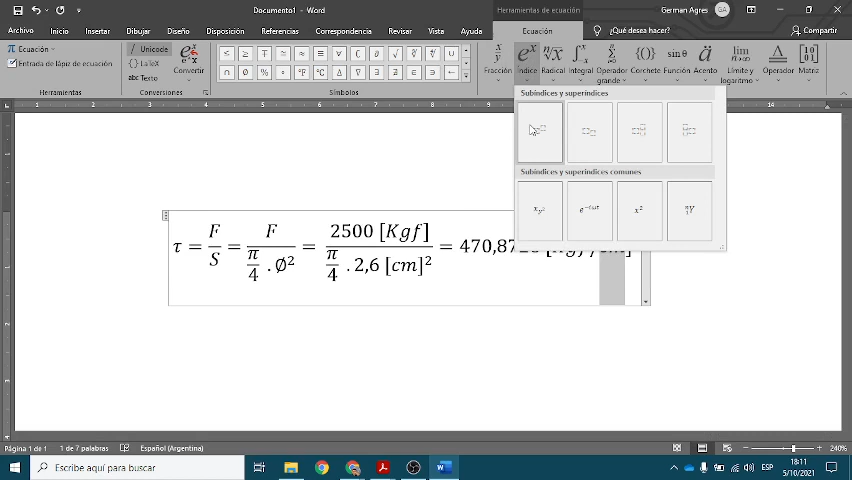 Documento1 - Word
Herramientas de ecuación
German Agres
GA
Archivo
Inicio
Insertar
Dibujar
Diseño
Disposición
Referencias
Correspondencia
Revisar
Vista
Ayuda
Ecuación
¿Qué desea hacer?
Compartir
π Ecuación
Entrada de lápiz de ecuación
Herramientas
Unicode
{} LaTeX
abc Texto
Convertir
Conversiones
≤ ≥ ∓ ≅ ≈ ≡ ∀
∩ ∅ % ° ℉ ℃ ∆ ∇ ∃
Símbolos
Fracción
Índice
Radical
Integral
Operador grande
Corchete
Función
Acento
Límite y logaritmo
Operador
Matriz
Subíndices y superíndices
Subíndices y superíndices comunes
τ = F/S = F/(π/4 . ∅²) = 2500 [Kgf]/(π/4 . 2,6 [cm]²) = 470,87
Página 1 de 1
1 de 7 palabras
Español (Argentina)
240%
Escribe aquí para buscar
ESP
18:11
5/10/2021